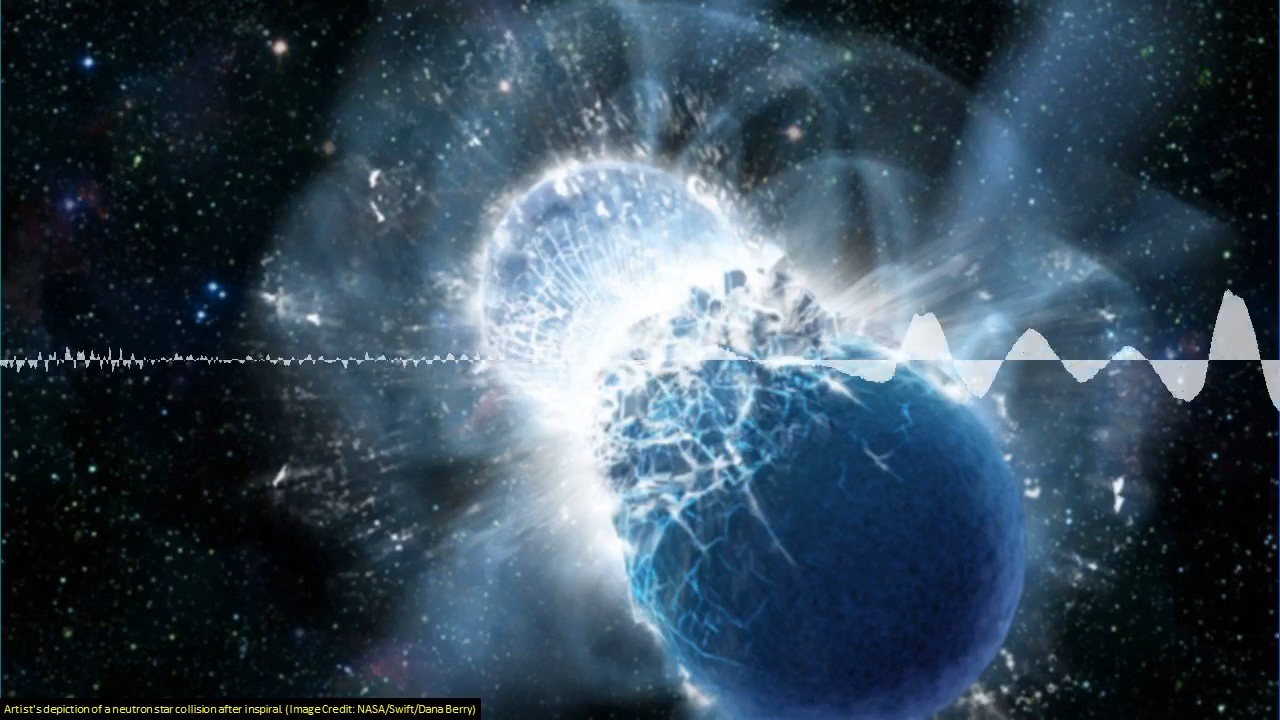 Artist's depiction of a neutron star collision after inspiral. (Image Credit: NASA/Swift/Dana Berry)